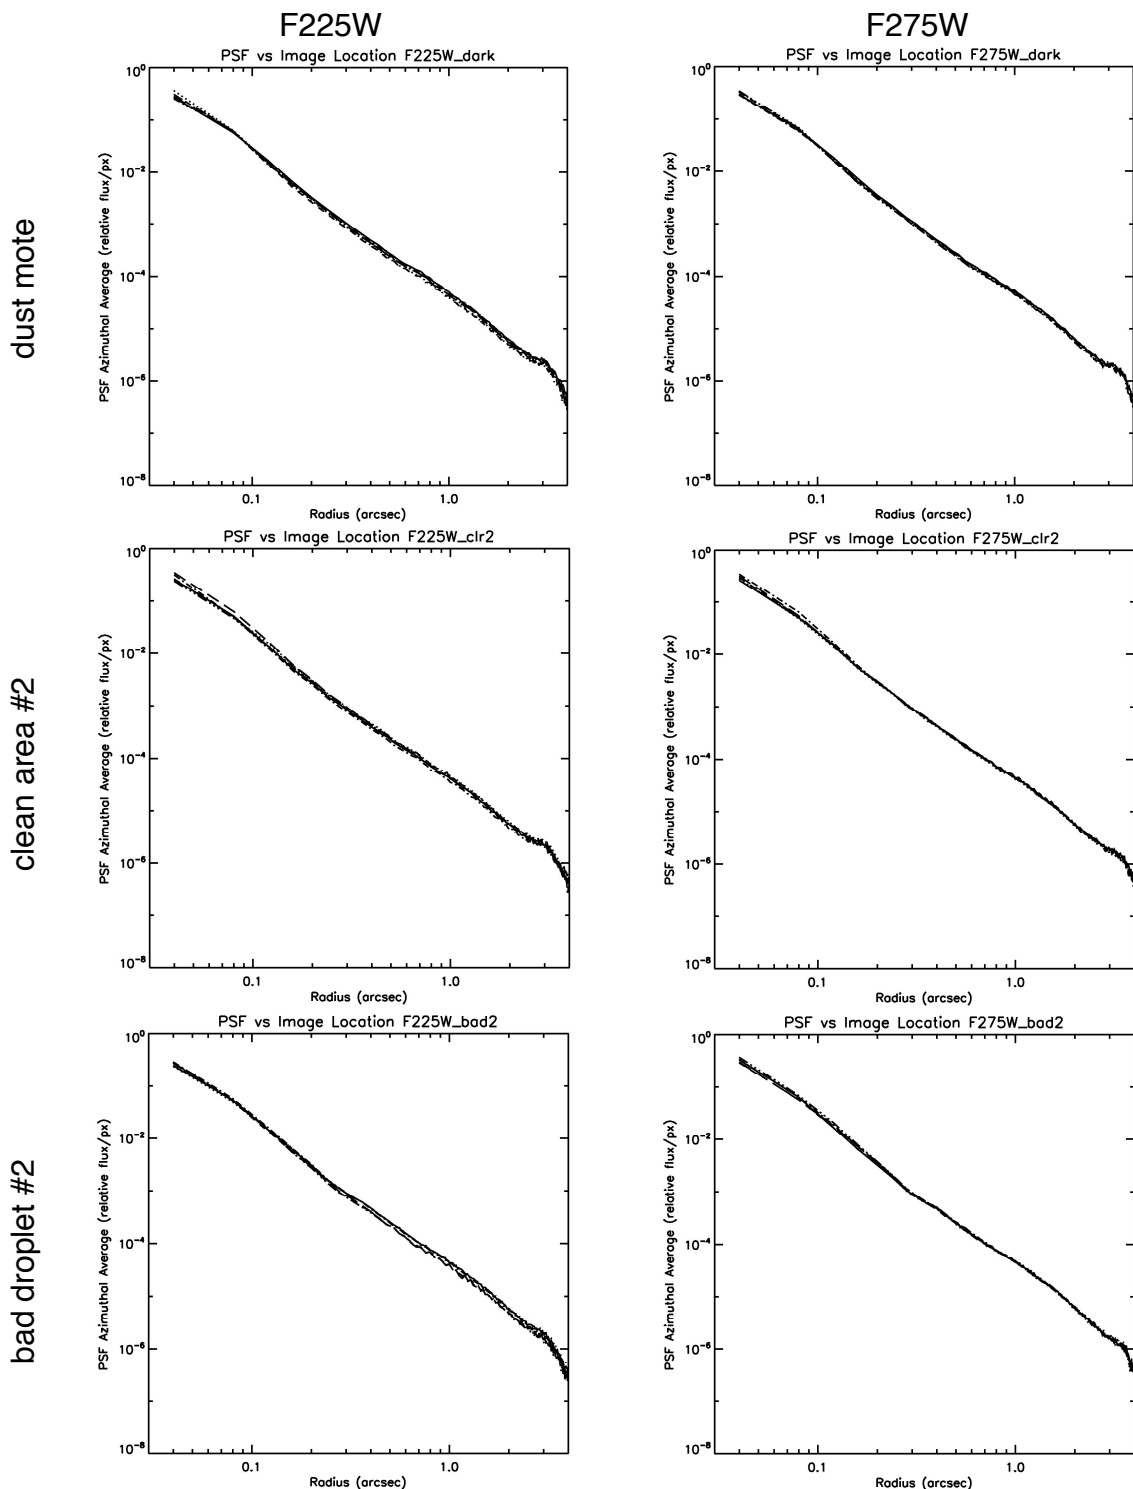 F225W
F275W
dust mote
PSF vs Image Location F225W_dark
PSF Azimuthal Average (relative flux/px)
10⁰
10⁻²
10⁻⁴
10⁻⁶
10⁻⁸
0.1 1.0
Radius (arcsec)
PSF vs Image Location F275W_dark
PSF Azimuthal Average (relative flux/px)
10⁰
10⁻²
10⁻⁴
10⁻⁶
10⁻⁸
0.1 1.0
Radius (arcsec)
clean area #2
PSF vs Image Location F225W_clr2
PSF Azimuthal Average (relative flux/px)
10⁰
10⁻²
10⁻⁴
10⁻⁶
10⁻⁸
0.1 1.0
Radius (arcsec)
PSF vs Image Location F275W_clr2
PSF Azimuthal Average (relative flux/px)
10⁰
10⁻²
10⁻⁴
10⁻⁶
10⁻⁸
0.1 1.0
Radius (arcsec)
bad droplet #2
PSF vs Image Location F225W_bad2
PSF Azimuthal Average (relative flux/px)
10⁰
10⁻²
10⁻⁴
10⁻⁶
10⁻⁸
0.1 1.0
Radius (arcsec)
PSF vs Image Location F275W_bad2
PSF Azimuthal Average (relative flux/px)
10⁰
10⁻²
10⁻⁴
10⁻⁶
10⁻⁸
0.1 1.0
Radius (arcsec)